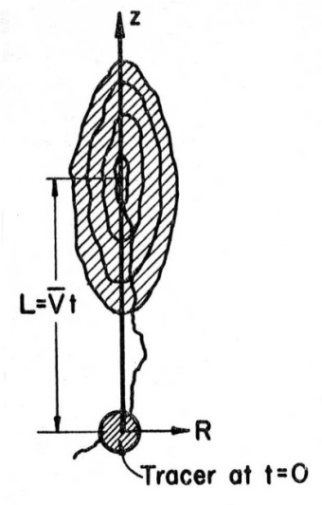 z
L=V̅t
R
Tracer at t=0